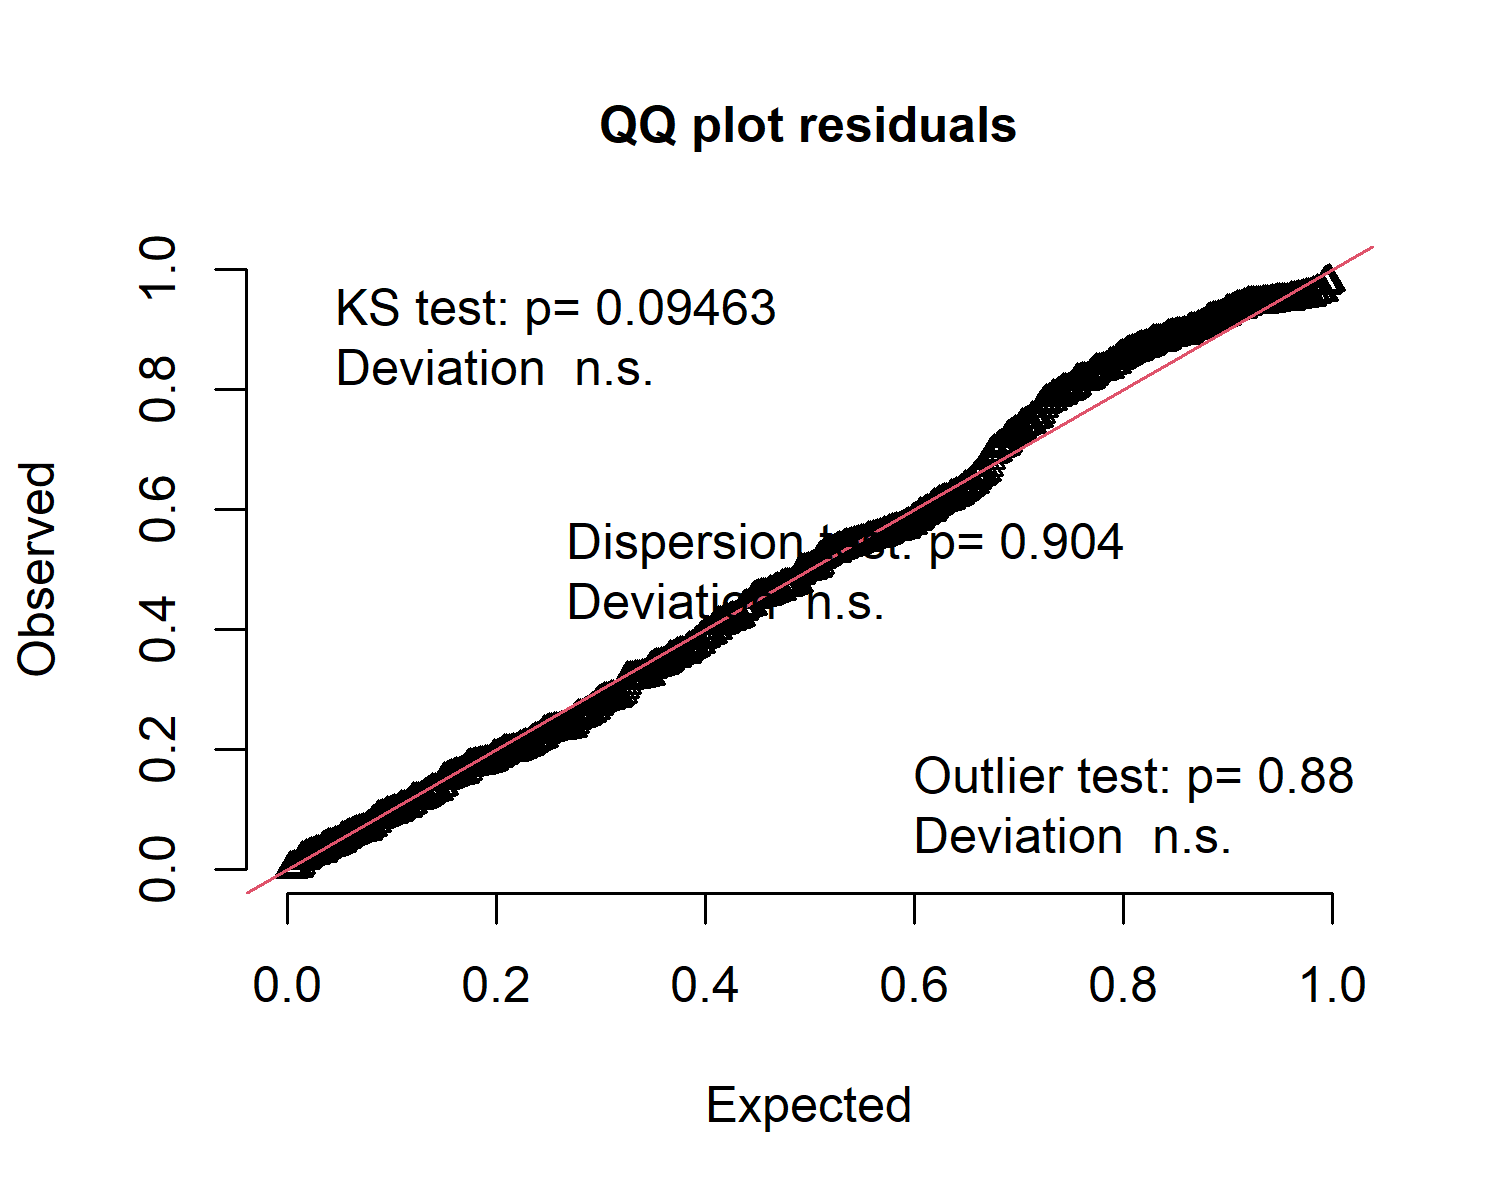 QQ plot residuals
KS test: p= 0.09463
Deviation  n.s.
Dispersion test: p= 0.904
Deviation  n.s.
Outlier test: p= 0.88
Deviation  n.s.
Observed
0.0 0.2 0.4 0.6 0.8 1.0
0.0 0.2 0.4 0.6 0.8 1.0
Expected